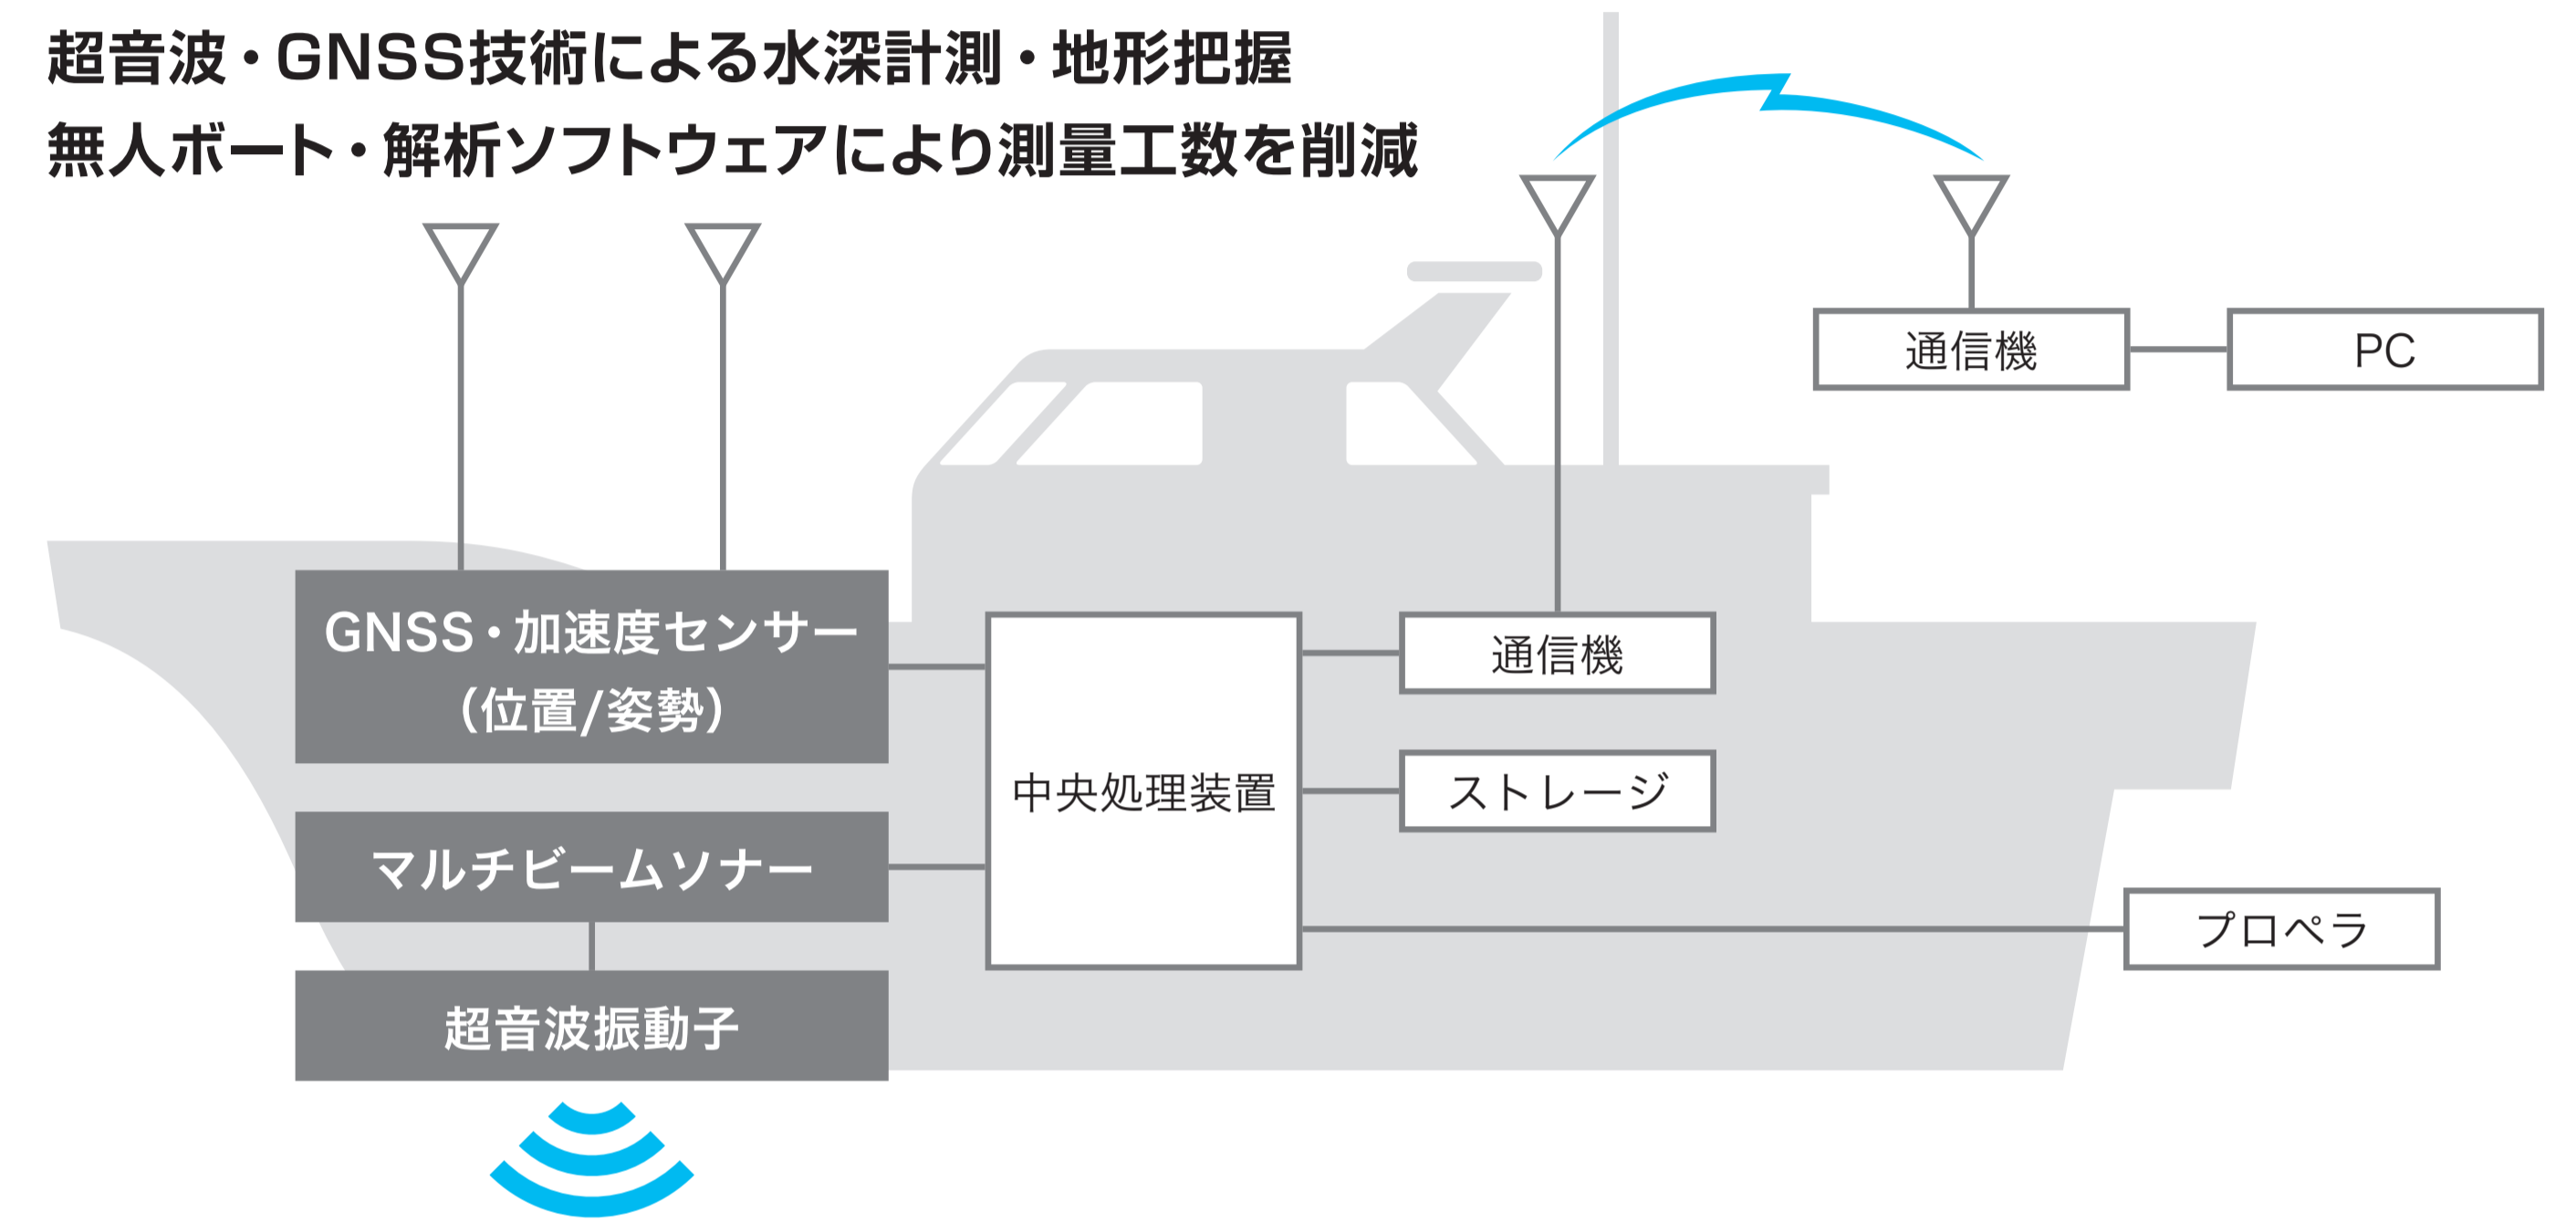 超音波・GNSS技術による水深計測・地形把握
無人ボート・解析ソフトウェアにより測量工数を削減
通信機
PC
GNSS・加速度センサー
(位置/姿勢)
通信機
中央処理装置
ストレージ
マルチビームソナー
プロペラ
超音波振動子